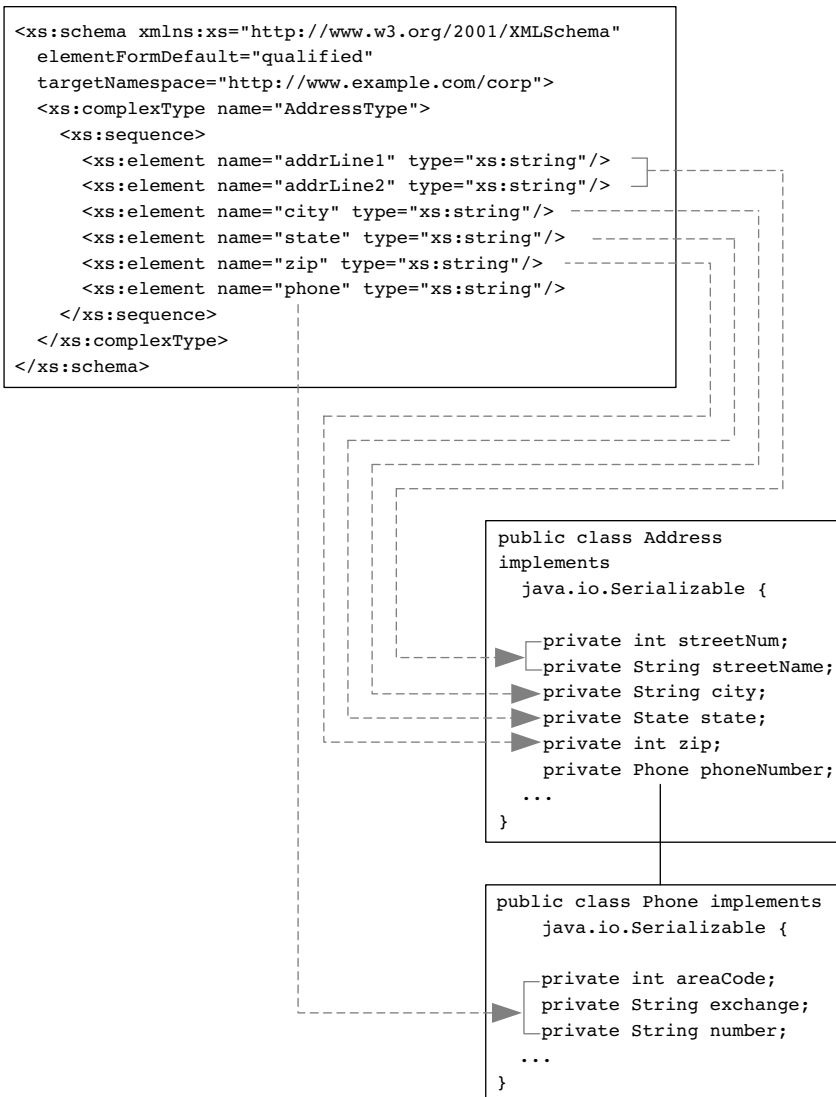 <xs:schema xmlns:xs="http://www.w3.org/2001/XMLSchema"
  elementFormDefault="qualified"
  targetNamespace="http://www.example.com/corp">
  <xs:complexType name="AddressType">
    <xs:sequence>
      <xs:element name="addrLine1" type="xs:string"/>
      <xs:element name="addrLine2" type="xs:string"/>
      <xs:element name="city" type="xs:string"/>
      <xs:element name="state" type="xs:string"/>
      <xs:element name="zip" type="xs:string"/>
      <xs:element name="phone" type="xs:string"/>
    </xs:sequence>
  </xs:complexType>
</xs:schema>
public class Address
implements
  java.io.Serializable {
    private int streetNum;
    private String streetName;
    private String city;
    private State state;
    private int zip;
    private Phone phoneNumber;
  ...
}
public class Phone implements
    java.io.Serializable {
    private int areaCode;
    private String exchange;
    private String number;
  ...
}